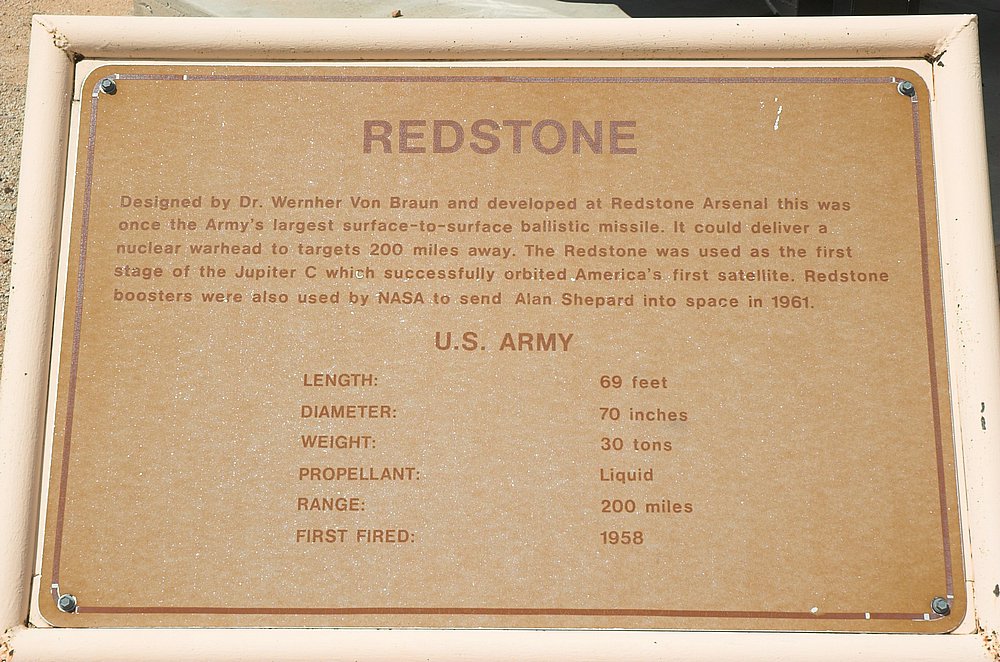 REDSTONE
Designed by Dr. Wernher Von Braun and developed at Redstone Arsenal this was
once the Army's largest surface-to-surface ballistic missile. It could deliver a
nuclear warhead to targets 200 miles away. The Redstone was used as the first
stage of the Jupiter C which successfully orbited America's first satellite. Redstone
boosters were also used by NASA to send Alan Shepard into space in 1961.
U.S. ARMY
LENGTH: 69 feet
DIAMETER: 70 inches
WEIGHT: 30 tons
PROPELLANT: Liquid
RANGE: 200 miles
FIRST FIRED: 1958